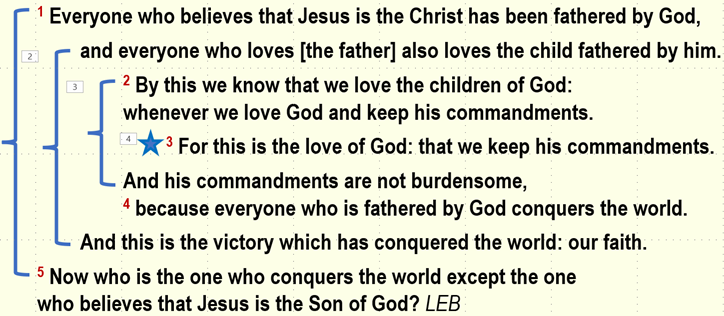 1 Everyone who believes that Jesus is the Christ has been fathered by God,
2 and everyone who loves [the father] also loves the child fathered by him.
3 2 By this we know that we love the children of God:
whenever we love God and keep his commandments.
4 3 For this is the love of God: that we keep his commandments.
And his commandments are not burdensome,
4 because everyone who is fathered by God conquers the world.
And this is the victory which has conquered the world: our faith.
5 Now who is the one who conquers the world except the one
who believes that Jesus is the Son of God? LEB